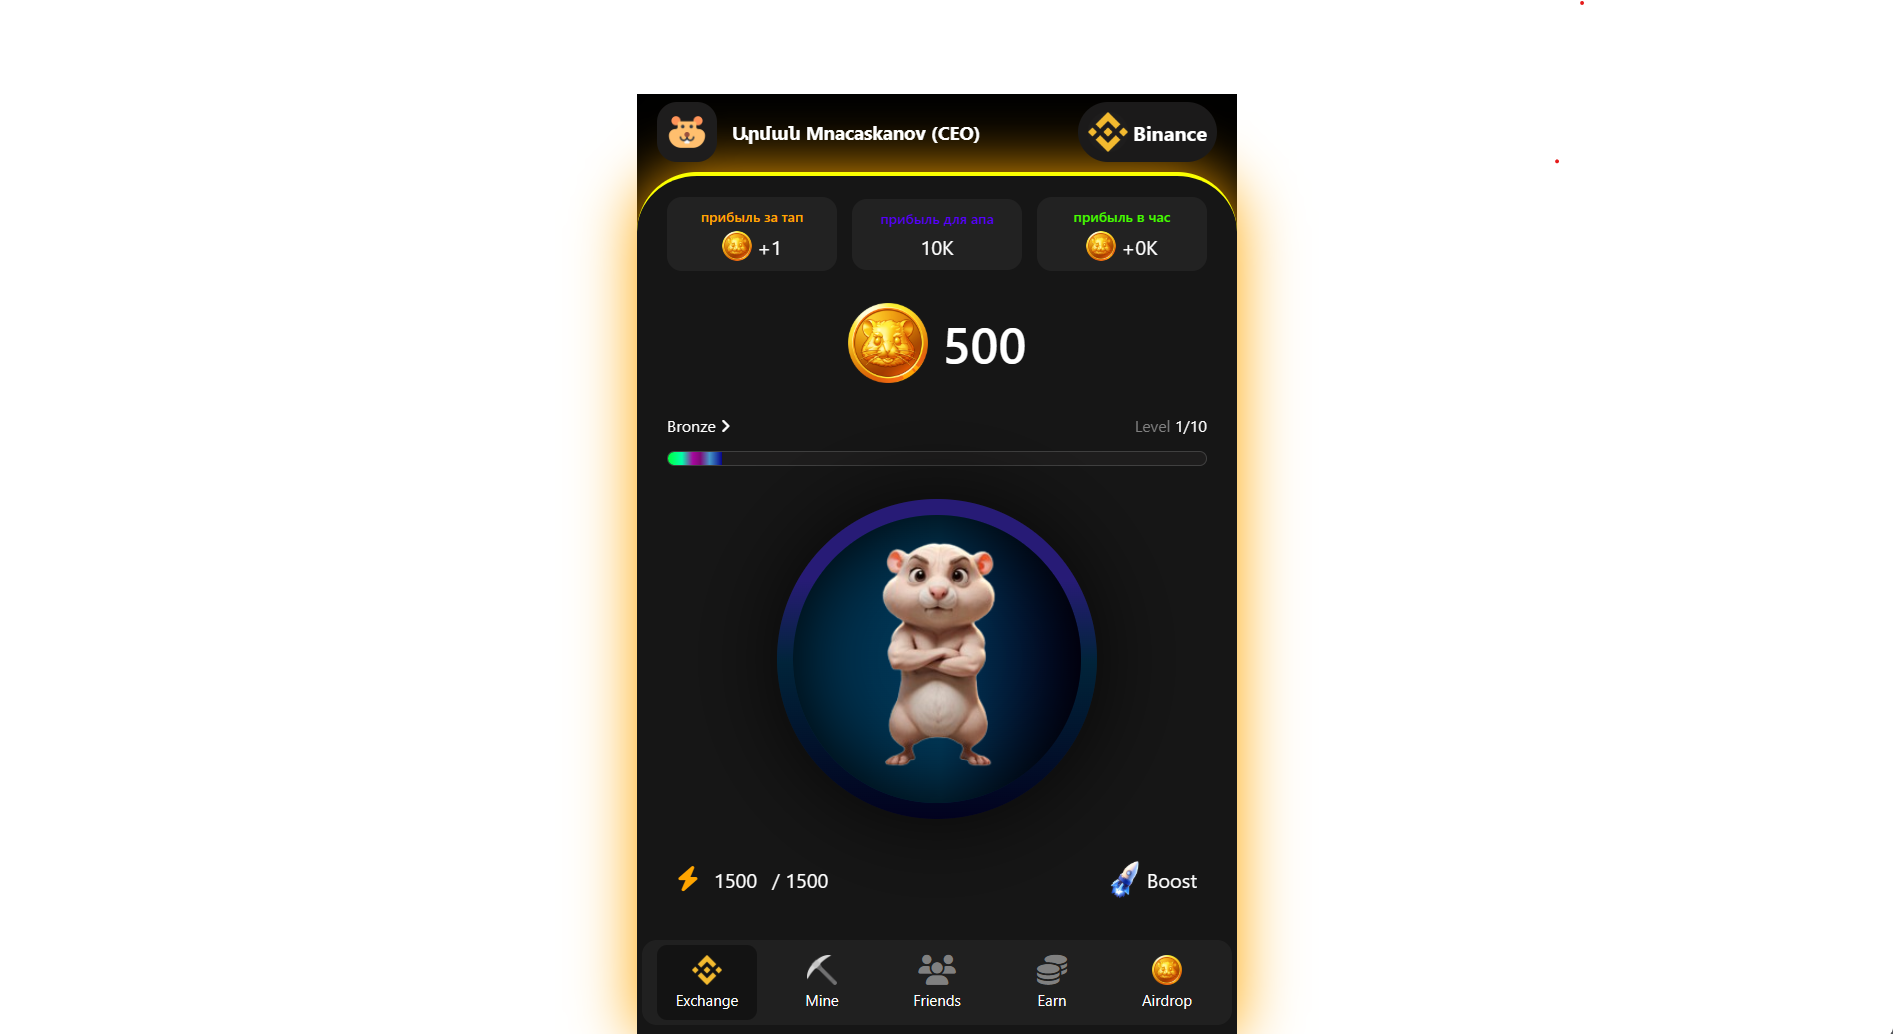 Արման Mnacaskanov (CEO)
Binance
прибыль за тап
+1
прибыль для апа
10K
прибыль в час
+0K
500
Bronze
Level 1/10
1500 / 1500
Boost
Exchange
Mine
Friends
Earn
Airdrop